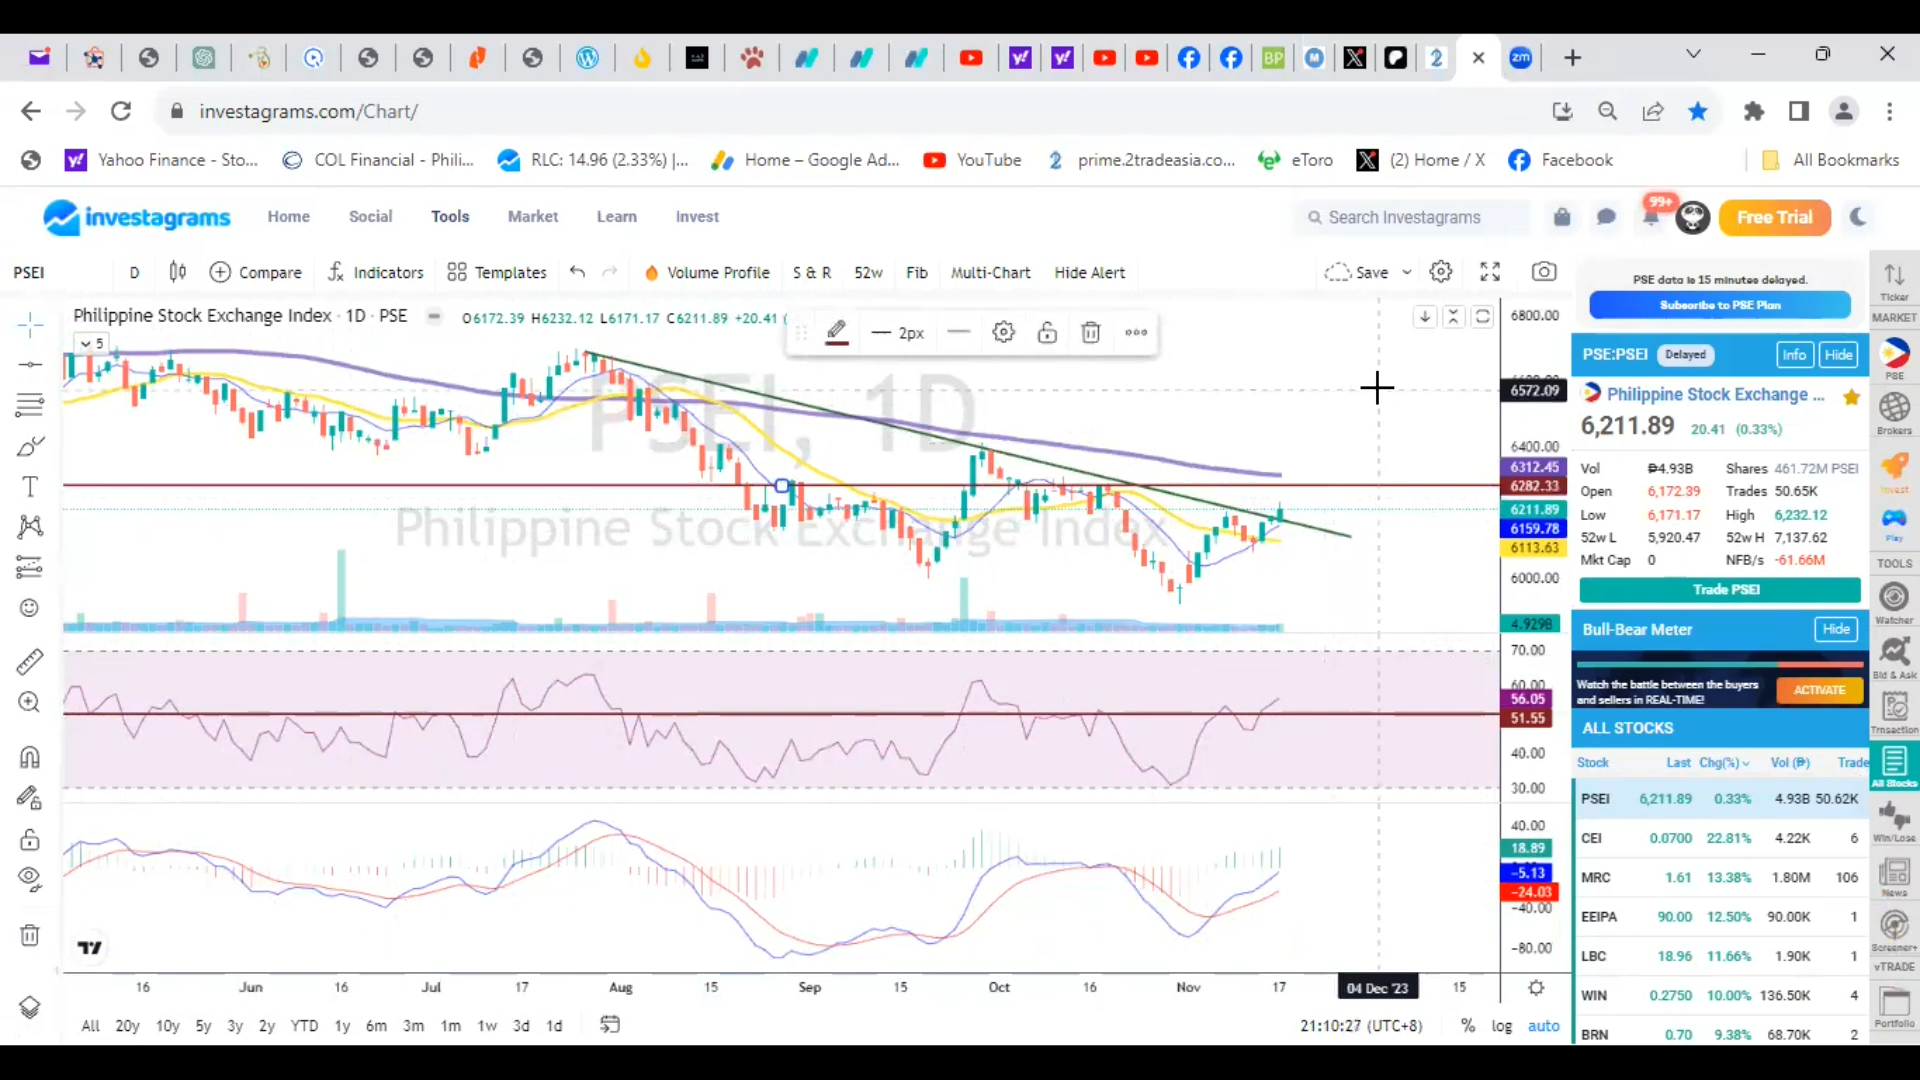 zm
investagrams.com/Chart/
Yahoo Finance - Sto...
COL Financial - Phili...
RLC: 14.96 (2.33%) |...
Home – Google Ad...
YouTube
prime.2tradeasia.co...
eToro
(2) Home / X
Facebook
All Bookmarks
investagrams
Home
Social
Tools
Market
Learn
Invest
Search Investagrams
99+
Free Trial
PSEI
D
Compare
Indicators
Templates
Volume Profile
S & R
52w
Fib
Multi-Chart
Hide Alert
Save
Philippine Stock Exchange Index · 1D · PSE
O6172.39 H6232.12 L6171.17 C6211.89 +20.41
5
2px
PSEI, 1D
Philippine Stock Exchange Index
6800.00
6572.09
6400.00
6312.45
6282.33
6211.89
6159.78
6113.63
6000.00
4.929B
70.00
60.00
56.05
51.55
40.00
30.00
40.00
18.89
−5.13
−24.03
−40.00
−80.00
16 Jun 16 Jul 17 Aug 15 Sep 15 Oct 16 Nov 17 04 Dec '23 15
All 20y 10y 5y 3y 2y YTD 1y 6m 3m 1m 1w 3d 1d
21:10:27 (UTC+8) % log auto
PSE data is 15 minutes delayed.
Subscribe to PSE Plan
PSE:PSEI Delayed Info Hide
Philippine Stock Exchange ...
6,211.89 20.41 (0.33%)
Vol ₱4.93B Shares 461.72M PSEI
Open 6,172.39 Trades 50.65K
Low 6,171.17 High 6,232.12
52w L 5,920.47 52w H 7,137.62
Mkt Cap 0 NFB/s -61.66M
Trade PSEI
Bull-Bear Meter Hide
Watch the battle between the buyers
and sellers in REAL-TIME!
ACTIVATE
ALL STOCKS
Stock Last Chg(%) Vol (₱) Trade
PSEI 6,211.89 0.33% 4.93B 50.62K
CEI 0.0700 22.81% 4.22K 6
MRC 1.61 13.38% 1.80M 106
EEIPA 90.00 12.50% 90.00K 1
LBC 18.96 11.66% 1.90K 1
WIN 0.2750 10.00% 136.50K 4
BRN 0.70 9.38% 68.70K 2
Ticker
MARKET
PSE
Brokers
Invest
Play
TOOLS
Watcher
Bid & Ask
Trnsaction
All Stocks
Win/Lose
News
Screener+
vTRADE
Portfolio